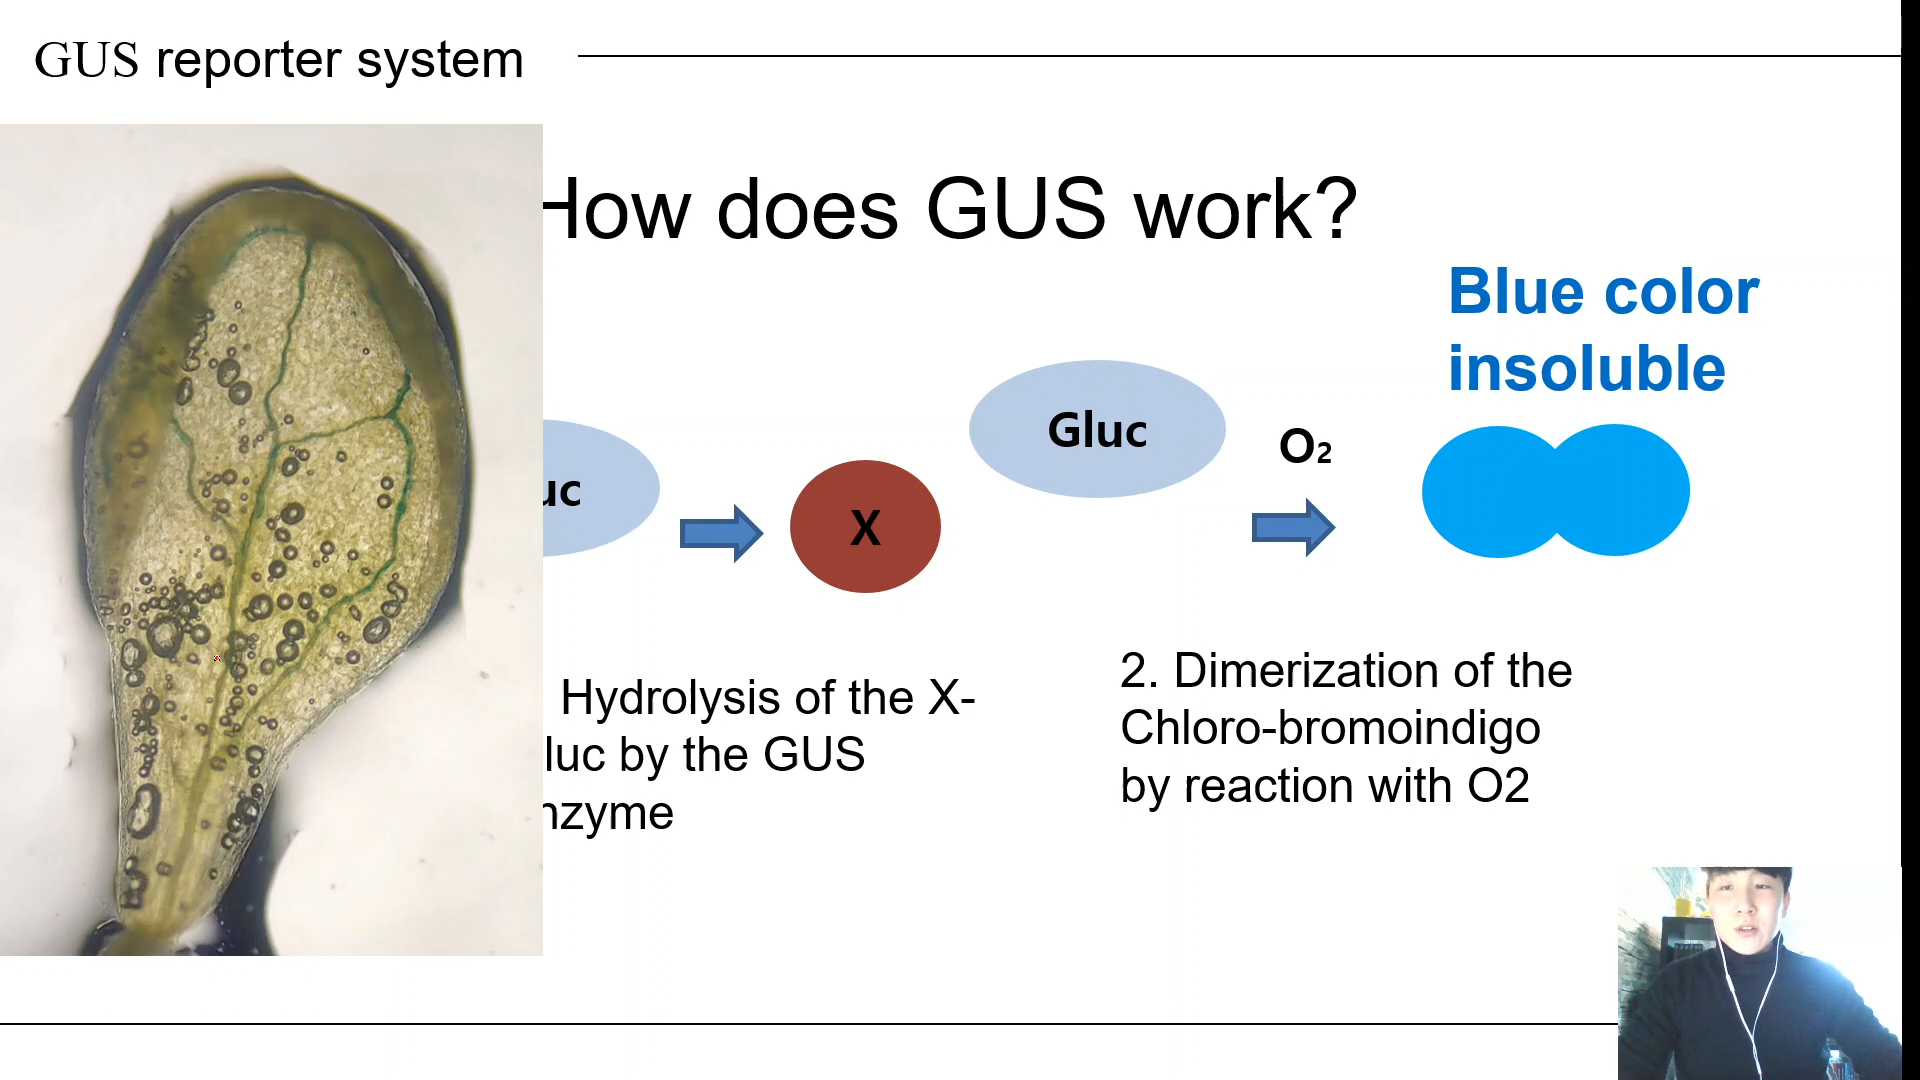 GUS reporter system
How does GUS work?
Blue color
insoluble
Gluc
O₂
uc
X
Hydrolysis of the X-
luc by the GUS
nzyme
2. Dimerization of the
Chloro-bromoindigo
by reaction with O2